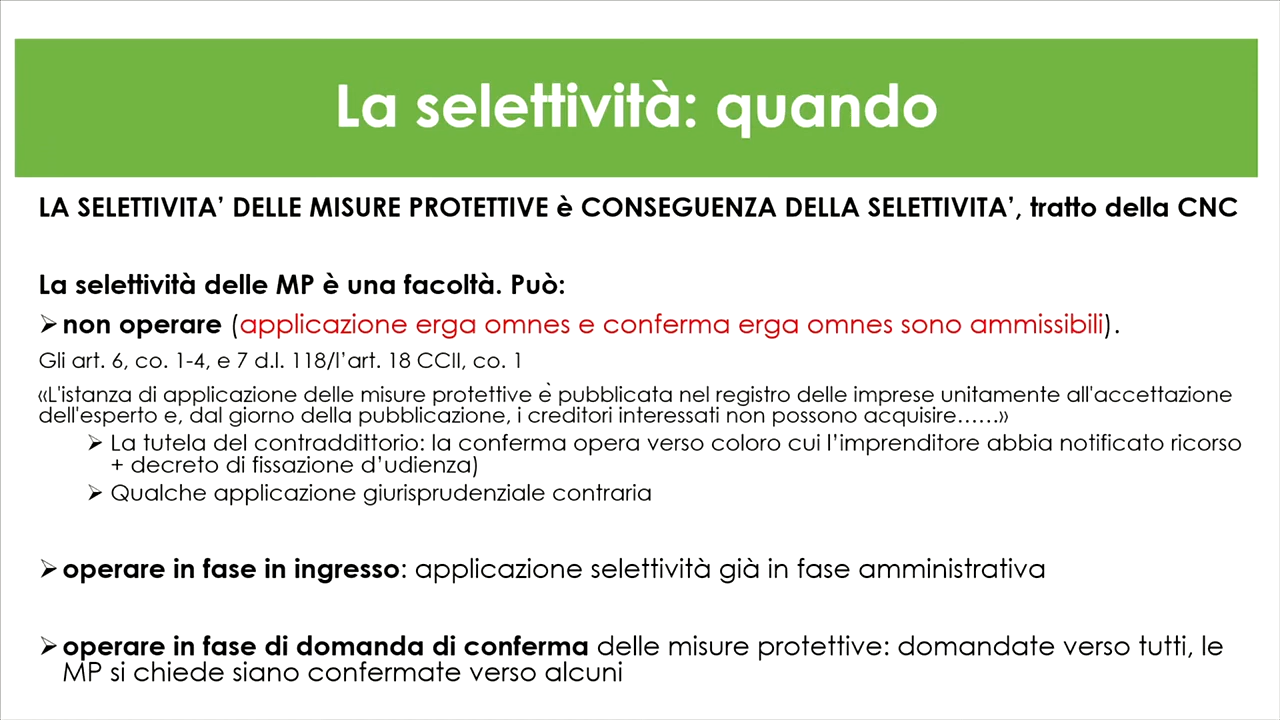 La selettività: quando
LA SELETTIVITA’ DELLE MISURE PROTETTIVE è CONSEGUENZA DELLA SELETTIVITA’, tratto della CNC
La selettività delle MP è una facoltà. Può:
➢ non operare (applicazione erga omnes e conferma erga omnes sono ammissibili).
Gli art. 6, co. 1-4, e 7 d.l. 118/l’art. 18 CCII, co. 1
«L'istanza di applicazione delle misure protettive è pubblicata nel registro delle imprese unitamente all'accettazione
dell'esperto e, dal giorno della pubblicazione, i creditori interessati non possono acquisire……»
➢ La tutela del contraddittorio: la conferma opera verso coloro cui l’imprenditore abbia notificato ricorso
+ decreto di fissazione d’udienza)
➢ Qualche applicazione giurisprudenziale contraria
➢ operare in fase in ingresso: applicazione selettività già in fase amministrativa
➢ operare in fase di domanda di conferma delle misure protettive: domandate verso tutti, le
MP si chiede siano confermate verso alcuni